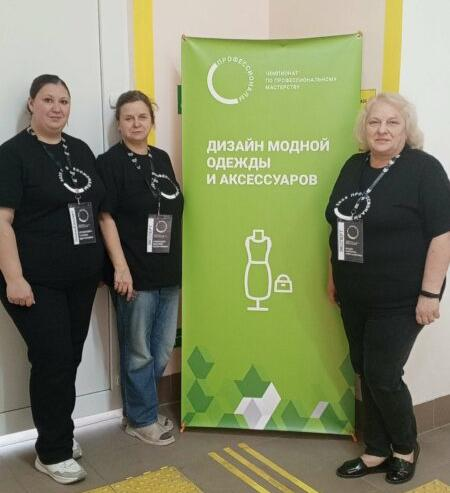 ПРОФЕССИОНАЛЫ
ЧЕМПИОНАТ
ПО ПРОФЕССИОНАЛЬНОМУ
МАСТЕРСТВУ
ДИЗАЙН МОДНОЙ
ОДЕЖДЫ
И АКСЕССУАРОВ